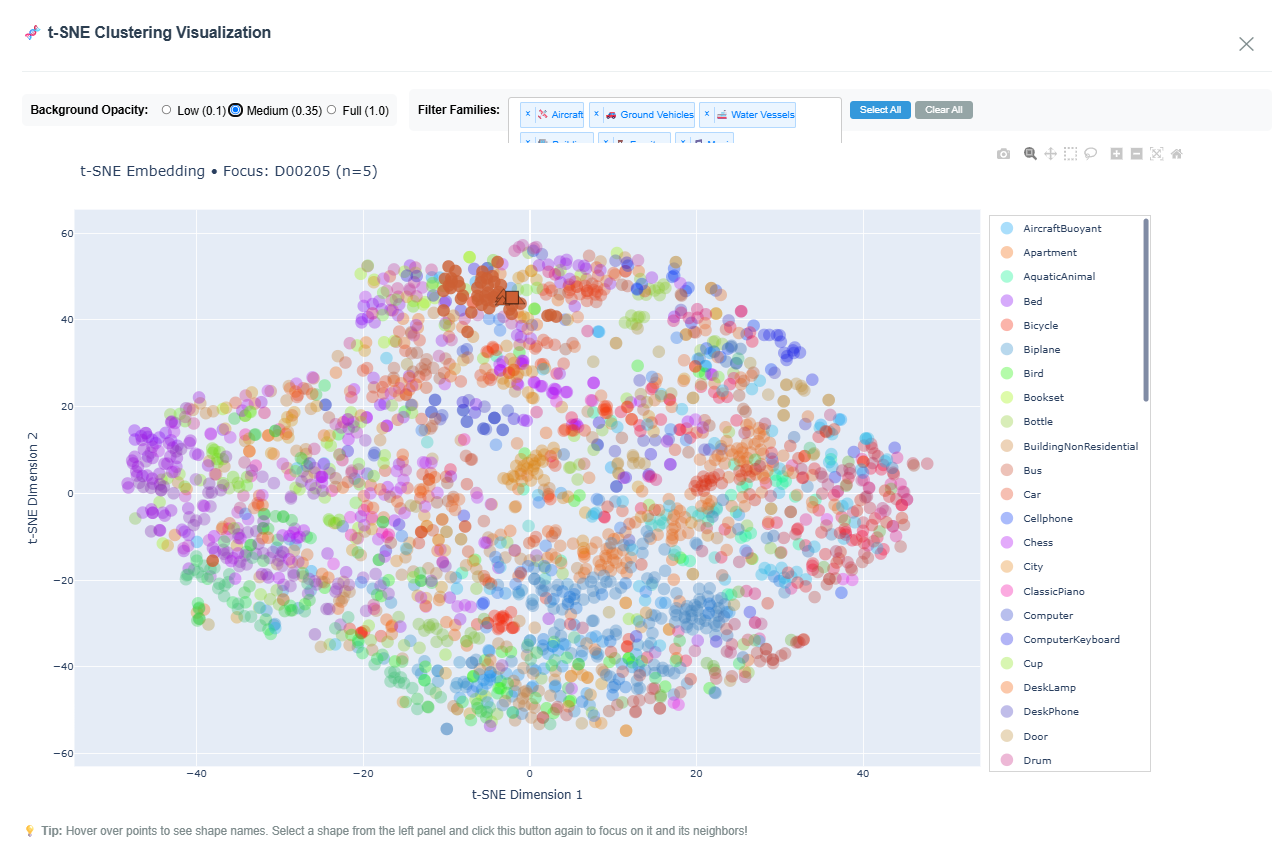 t-SNE Clustering Visualization
Background Opacity: Low (0.1) Medium (0.35) Full (1.0) Filter Families: × Aircraft × Ground Vehicles × Water Vessels Select All Clear All
t-SNE Embedding • Focus: D00205 (n=5)
60
40
20
0
−20
−40
−60
−40
−20
0
20
40
t-SNE Dimension 1
t-SNE Dimension 2
AircraftBuoyant
Apartment
AquaticAnimal
Bed
Bicycle
Biplane
Bird
Bookset
Bottle
BuildingNonResidential
Bus
Car
Cellphone
Chess
City
ClassicPiano
Computer
ComputerKeyboard
Cup
DeskLamp
DeskPhone
Door
Drum
Tip: Hover over points to see shape names. Select a shape from the left panel and click this button again to focus on it and its neighbors!